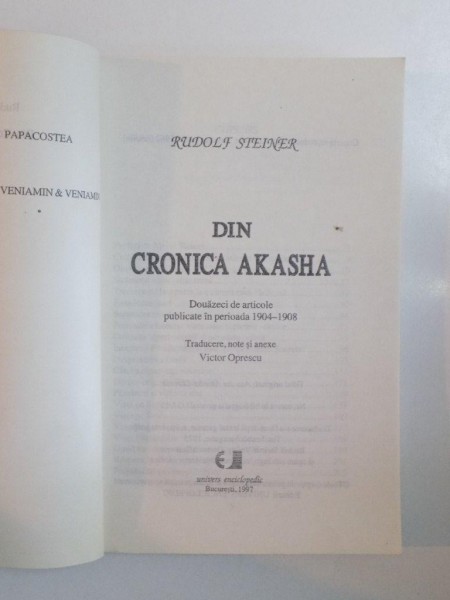 PAPACOSTEA
VENIAMIN & VENIAMIN
RUDOLF STEINER
DIN
CRONICA AKASHA
Douăzeci de articole
publicate în perioada 1904–1908
Traducere, note și anexe
Victor Oprescu
univers enciclopedic
București, 1997